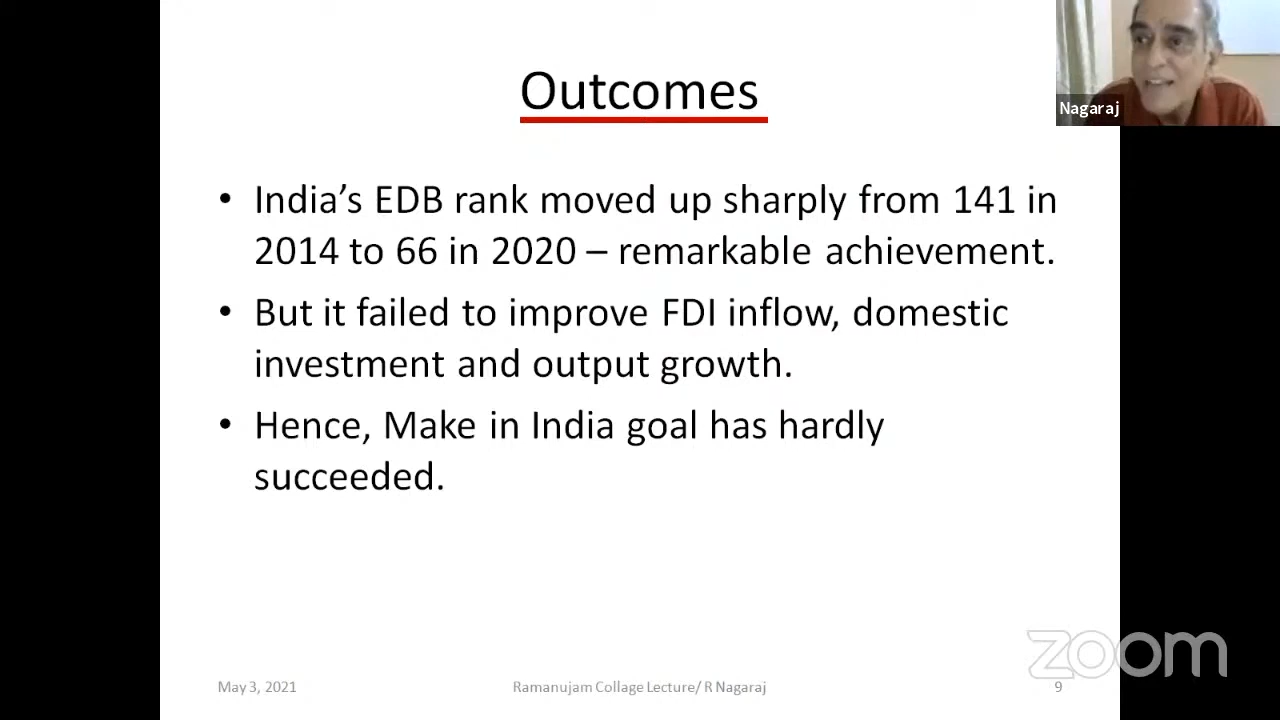 Outcomes
Nagaraj
• India’s EDB rank moved up sharply from 141 in
2014 to 66 in 2020 – remarkable achievement.
• But it failed to improve FDI inflow, domestic
investment and output growth.
• Hence, Make in India goal has hardly
succeeded.
zoom
May 3, 2021
Ramanujam Collage Lecture/ R Nagaraj
9